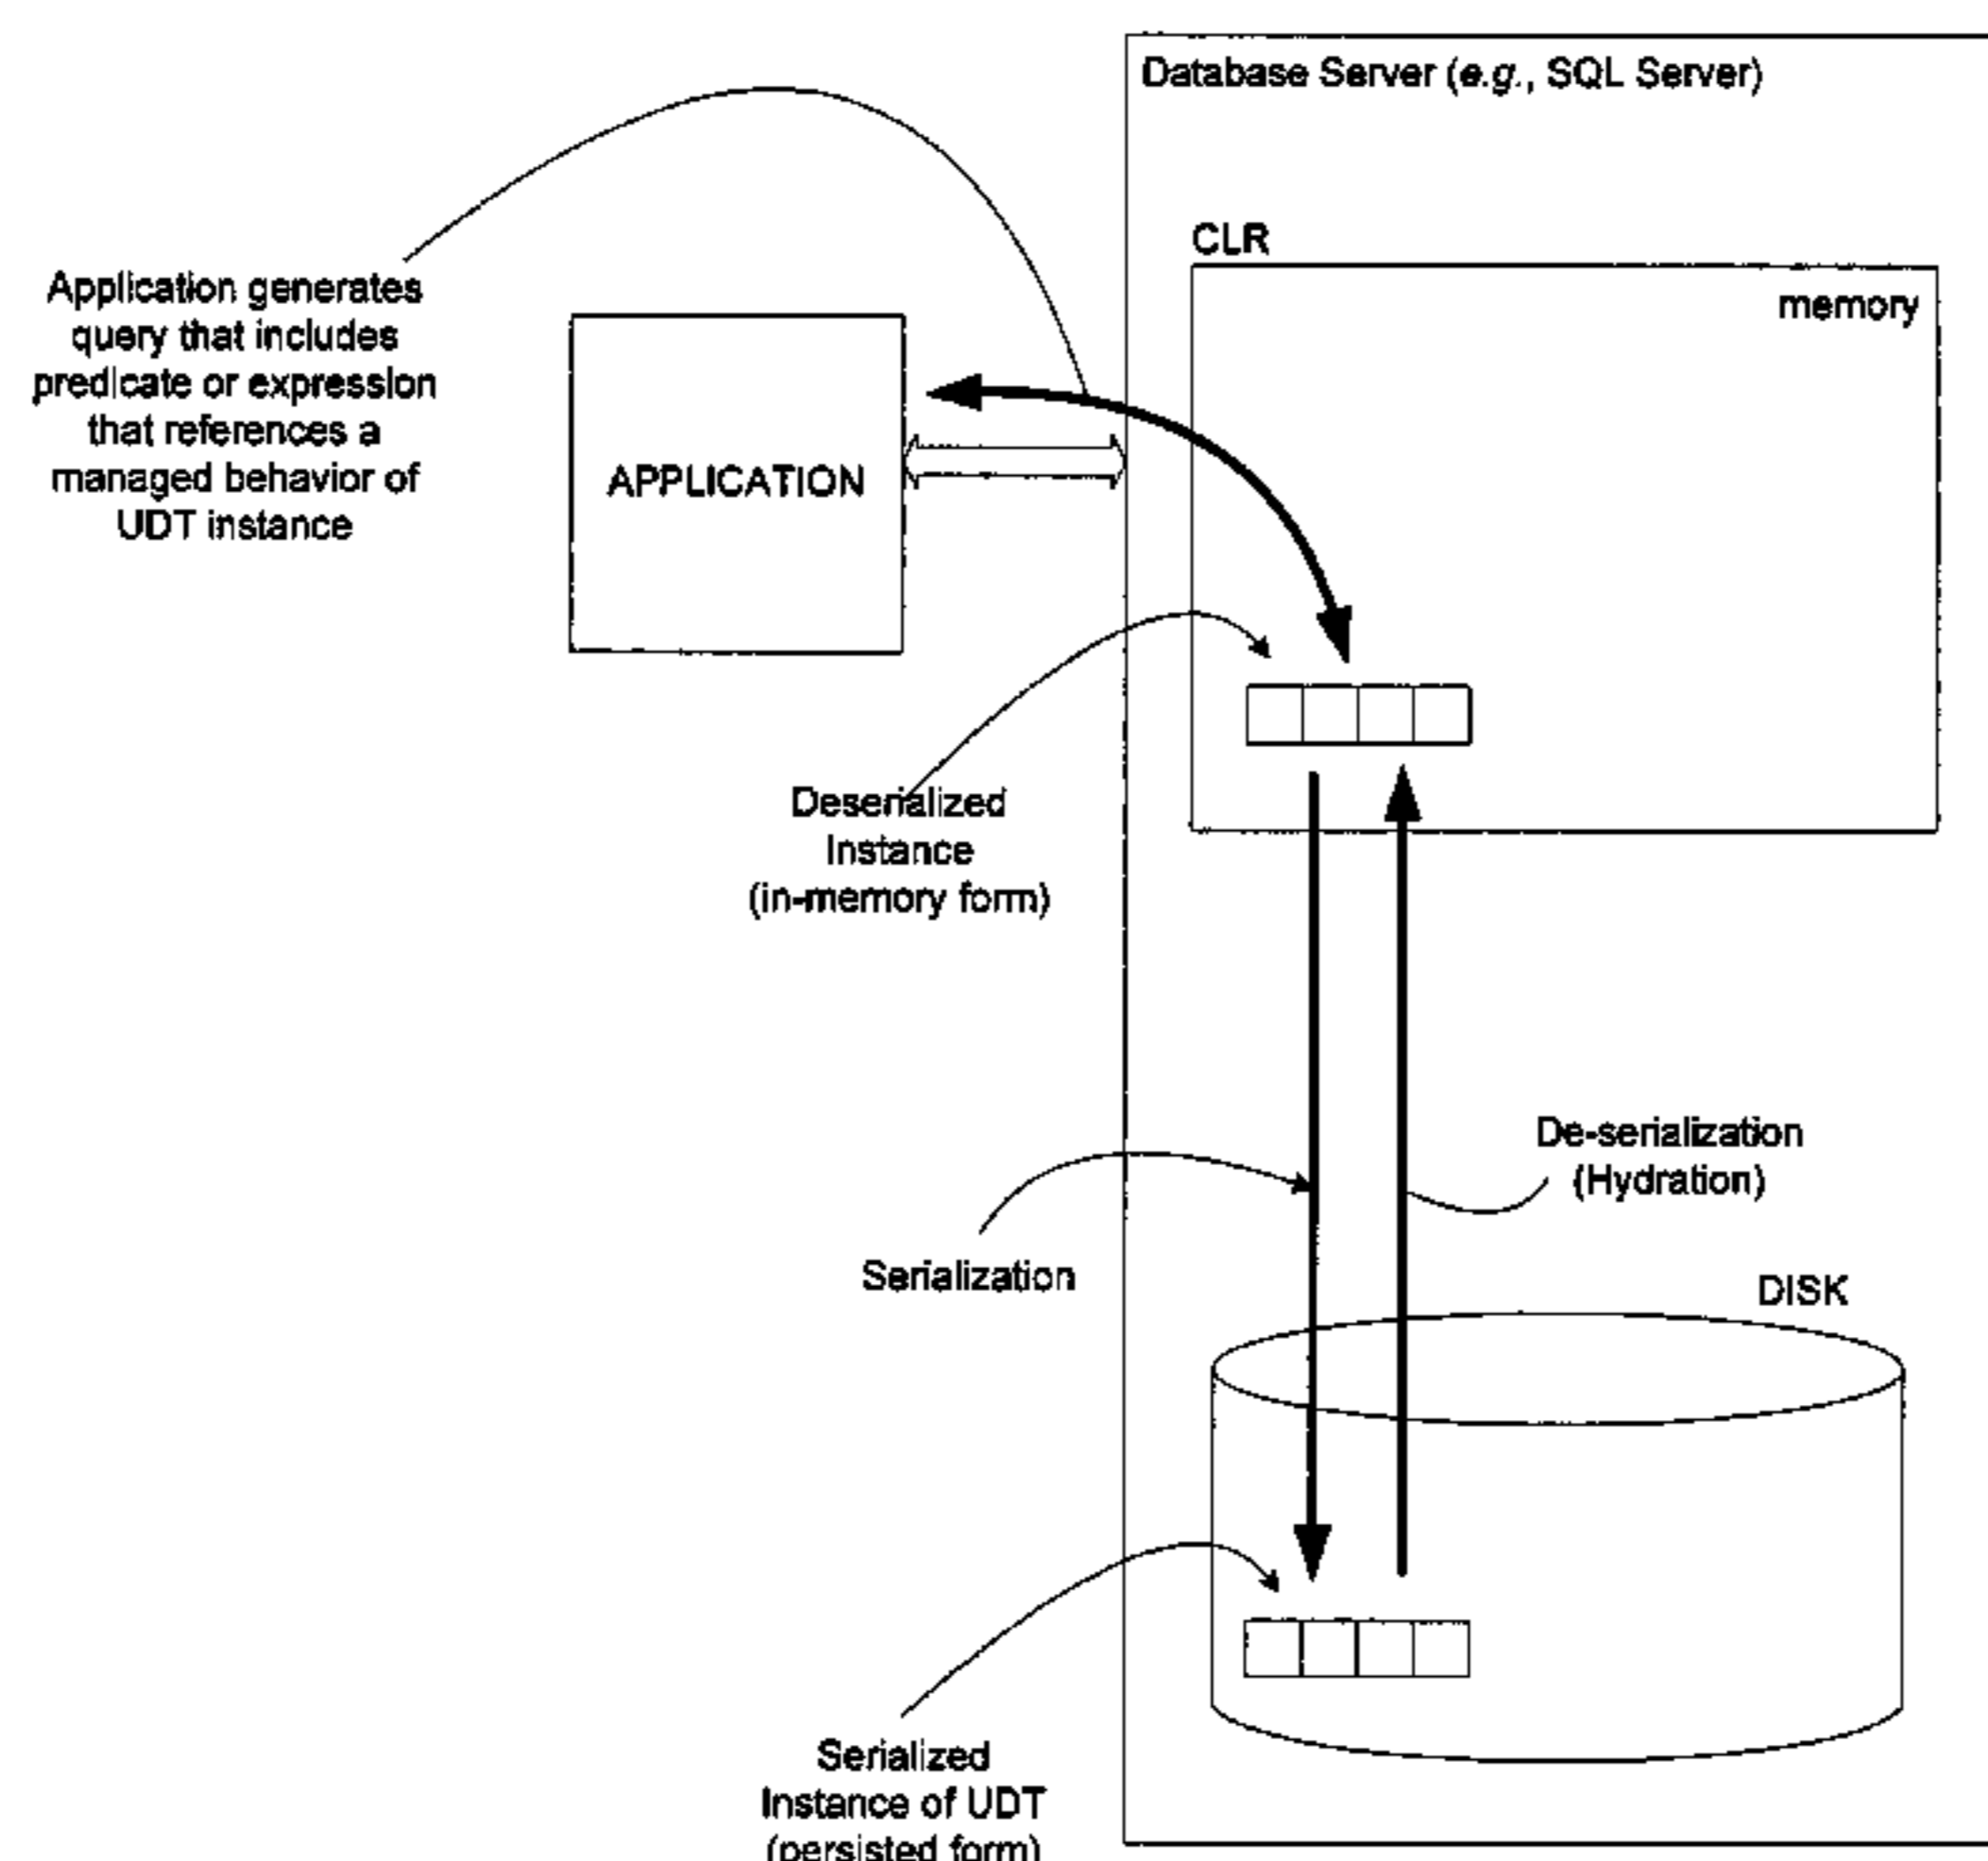 Database Server (e.g., SQL Server)
CLR
memory
Application generates
query that includes
predicate or expression
that references a
managed behavior of
UDT instance
APPLICATION
Deserialized
Instance
(in-memory form)
De-serialization
(Hydration)
Serialization
DISK
Serialized
Instance of UDT
(persisted form)